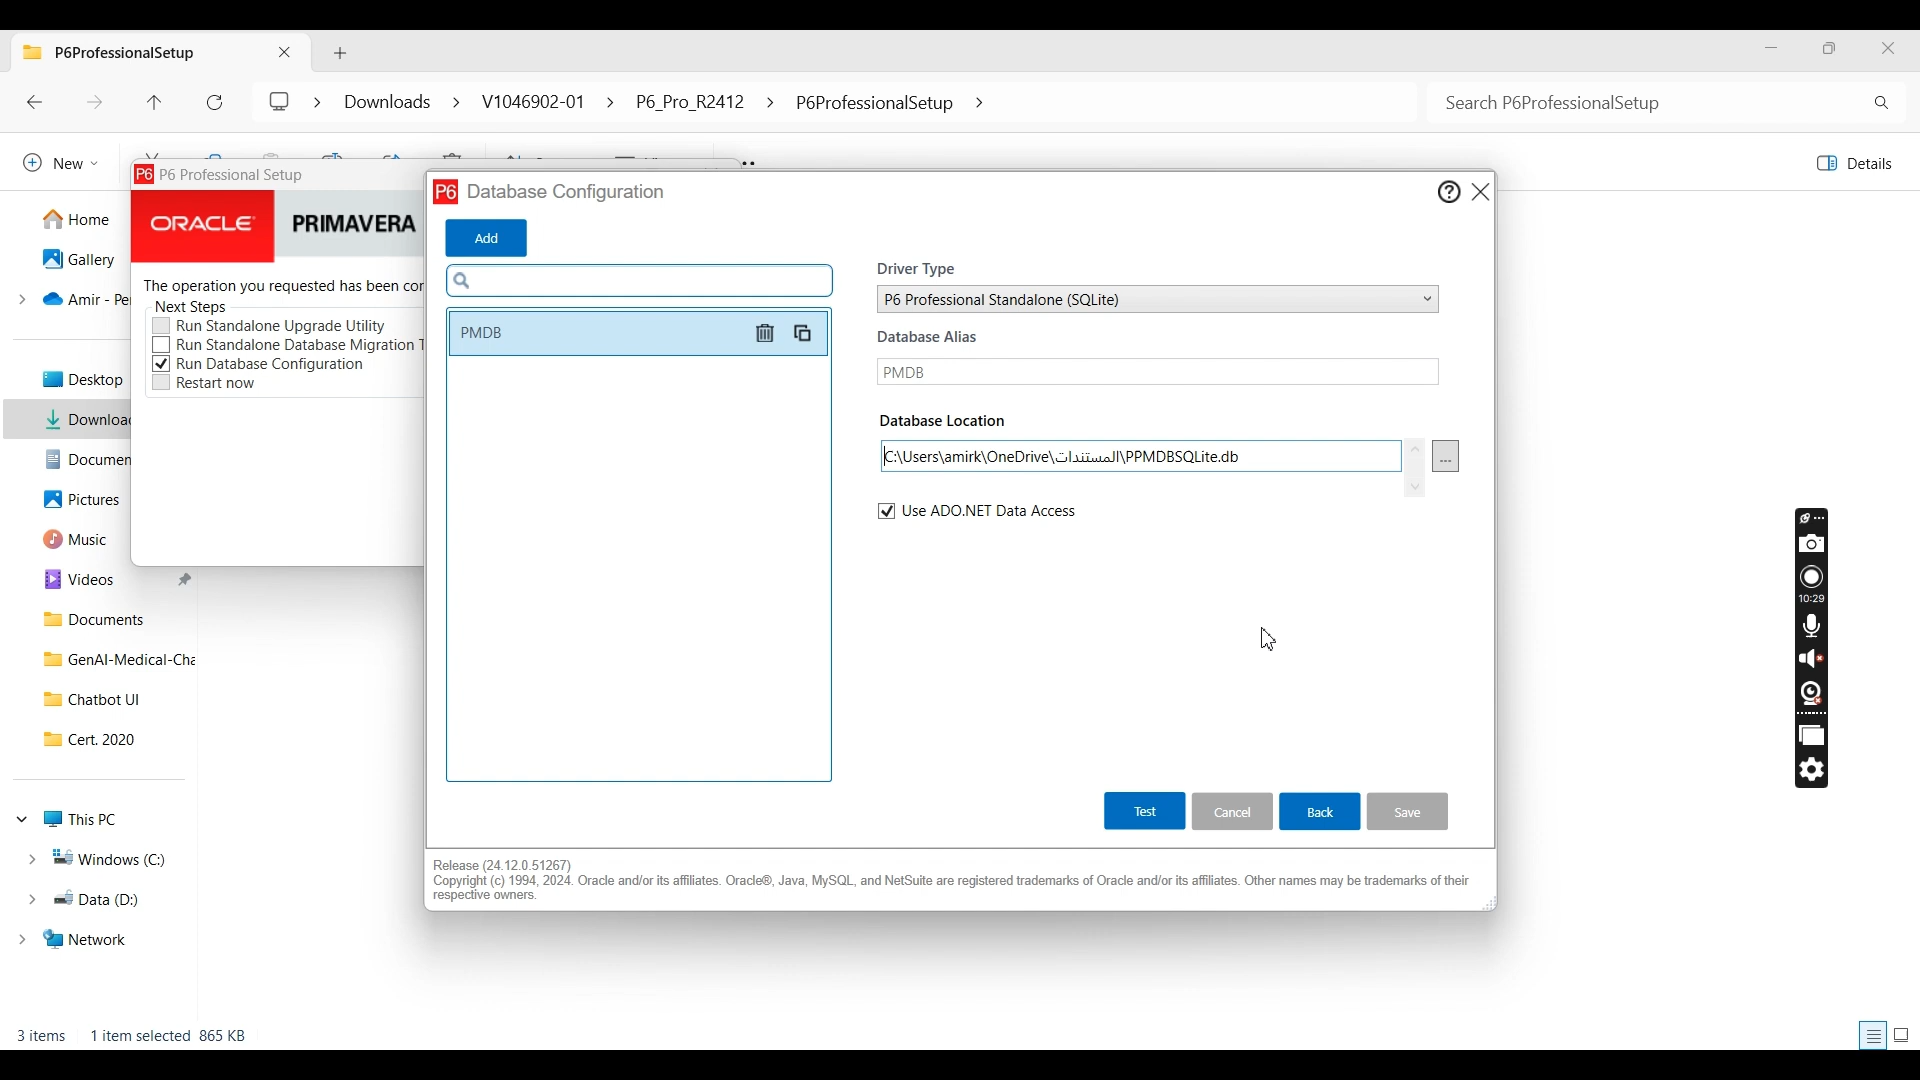 P6ProfessionalSetup
Downloads > V1046902-01 > P6_Pro_R2412 > P6ProfessionalSetup >
Search P6ProfessionalSetup
New
Details
P6 Professional Setup
ORACLE PRIMAVERA
The operation you requested has been
Next Steps
Run Standalone Upgrade Utility
Run Standalone Database Migration
Run Database Configuration
Restart now
Home
Gallery
Amir -
Desktop
Pictures
Music
Videos
Documents
Chatbot UI
Cert. 2020
This PC
Windows (C:)
Data (D:)
Network
P6 Database Configuration
Add
PMDB
Driver Type
P6 Professional Standalone (SQLite)
Database Alias
PMDB
Database Location
C:\Users\amirk\OneDrive\المستندات\PPMDBSQLite.db
...
Use ADO.NET Data Access
Test Cancel Back Save
Release (24.12.0.51267)
Copyright (c) 1994, 2024. Oracle and/or its affiliates. Oracle®, Java, MySQL, and NetSuite are registered trademarks of Oracle and/or its affiliates. Other names may be trademarks of their
respective owners.
10:29
3 items 1 item selected 865 KB